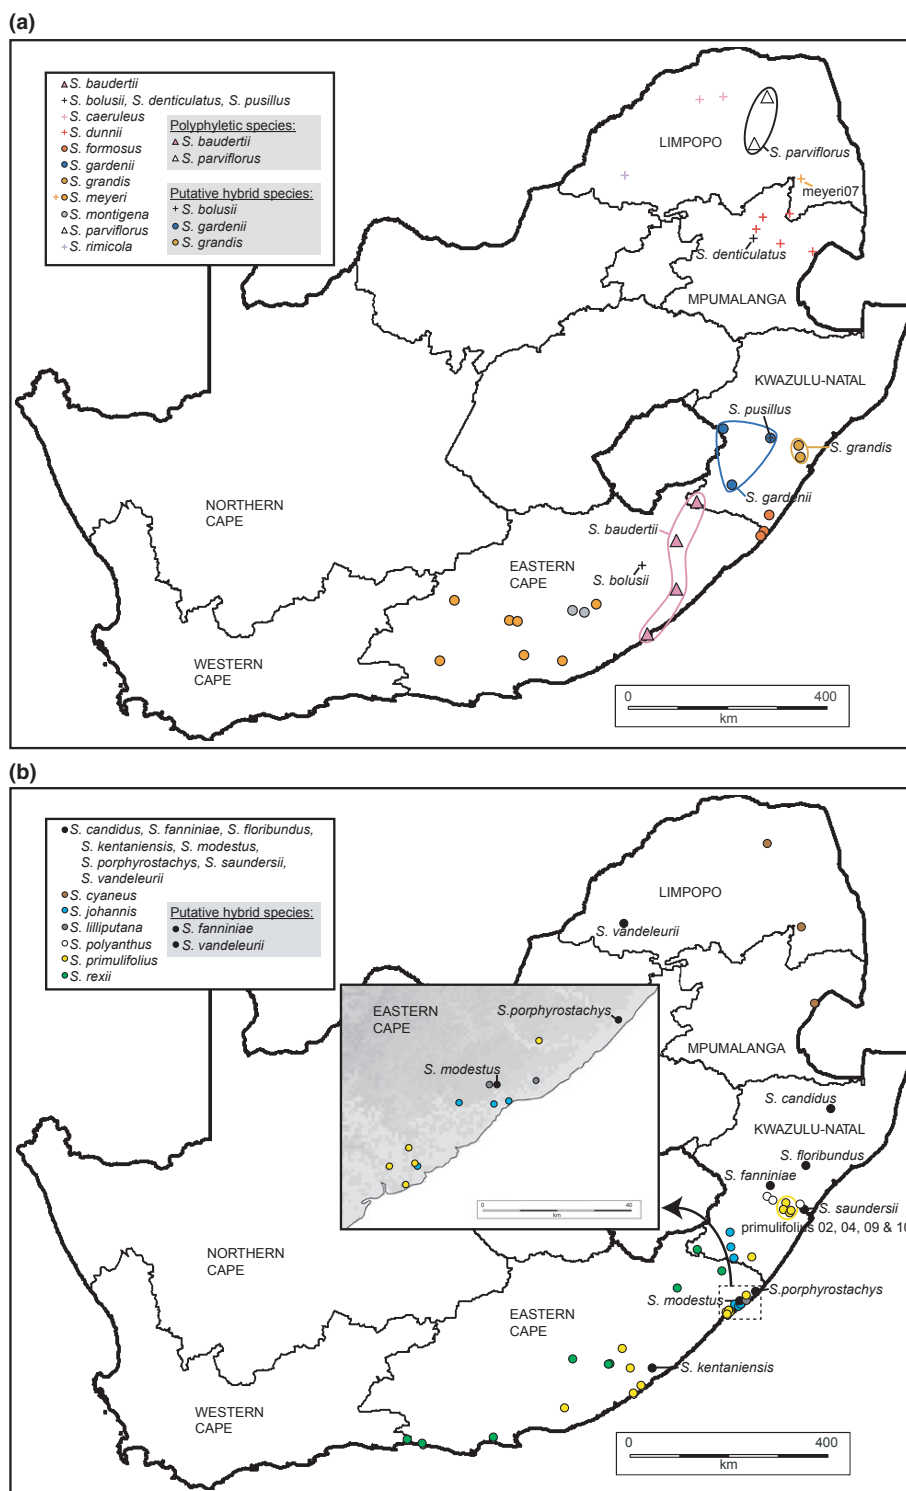 (a)
S. baudertii
S. bolusii, S. denticulatus, S. pusillus
S. caeruleus
S. dunnii
S. formosus
S. gardenii
S. grandis
S. meyeri
S. montigena
S. parviflorus
S. rimicola
Polyphyletic species:
S. baudertii
S. parviflorus
Putative hybrid species:
S. bolusii
S. gardenii
S. grandis
LIMPOPO
S. parviflorus
meyeri07
S. denticulatus
MPUMALANGA
KWAZULU-NATAL
S. pusillus
S. grandis
S. gardenii
NORTHERN
CAPE
S. baudertii
EASTERN
CAPE
S. bolusii
WESTERN
CAPE
0 400
km
(b)
S. candidus, S. fanniniae, S. floribundus,
S. kentaniensis, S. modestus,
S. porphyrostachys, S. saundersii,
S. vandeleurii
S. cyaneus
S. johannis
S. lilliputana
S. polyanthus
S. primulifolius
S. rexii
Putative hybrid species:
S. fanniniae
S. vandeleurii
LIMPOPO
S. vandeleurii
EASTERN
CAPE
S.porphyrostachys
S. modestus
0 40
km
MPUMALANGA
S. candidus
KWAZULU-NATAL
S. floribundus
S. fanniniae
S. saundersii
primulifolius 02, 04, 09 & 10
NORTHERN
CAPE
S.porphyrostachys
S. modestus
EASTERN
CAPE
S. kentaniensis
WESTERN
CAPE
0 400
km